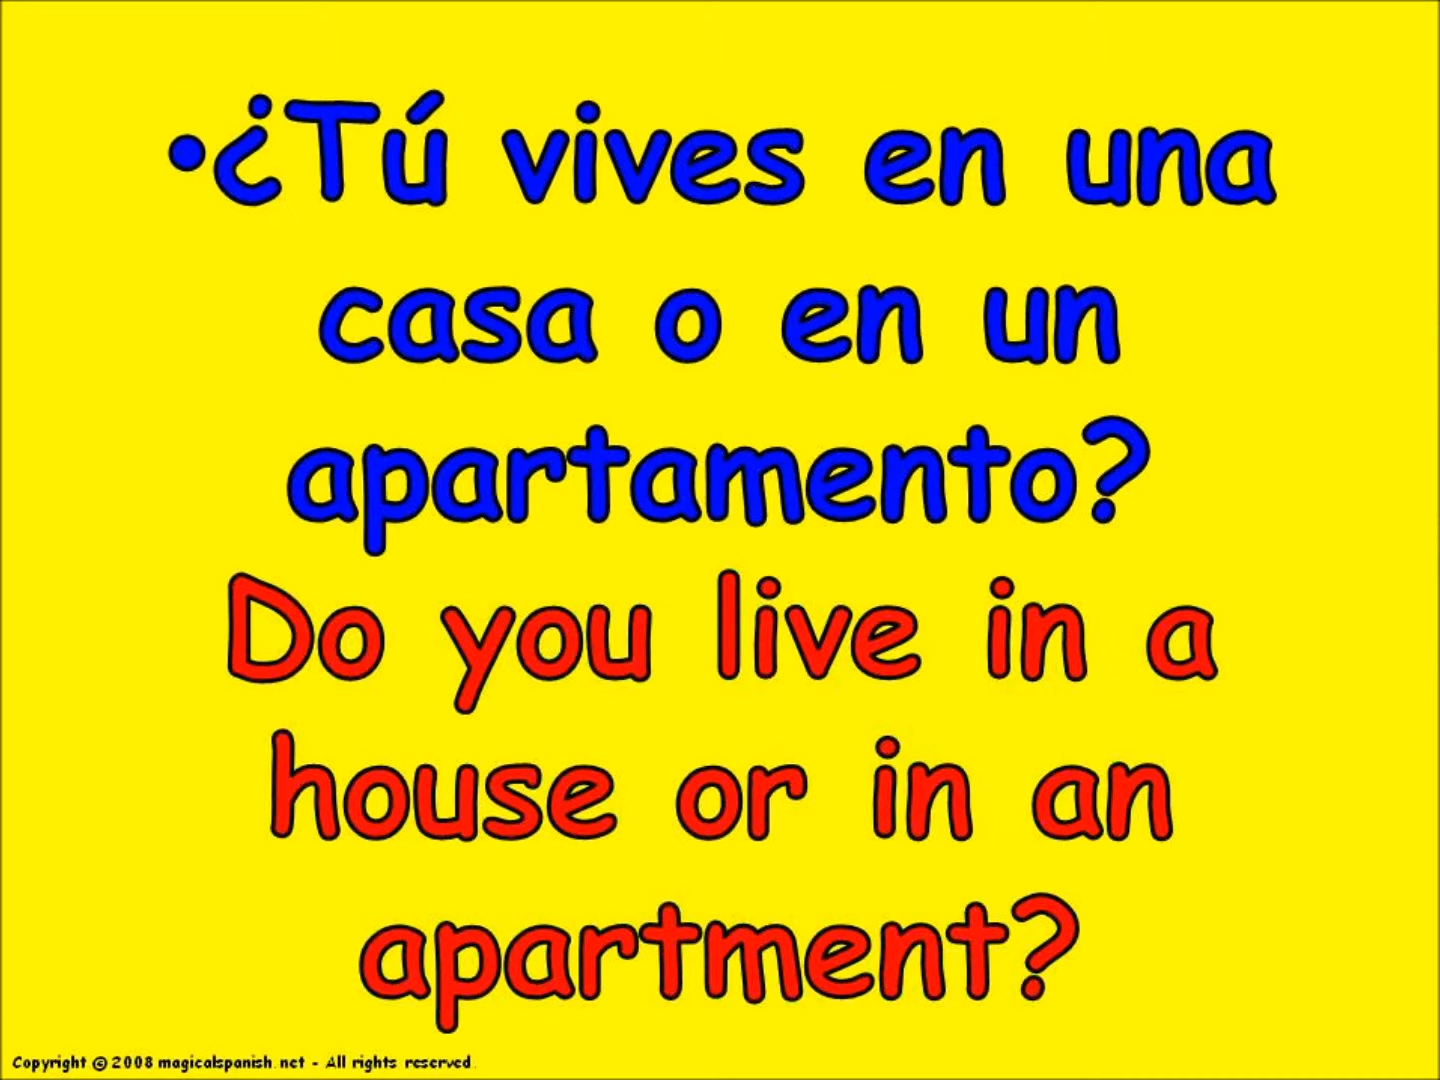 •¿Tú vives en una
casa o en un
apartamento?
Do you live in a
house or in an
apartment?
Copyright © 2008 magicalspanish.net - All rights reserved.